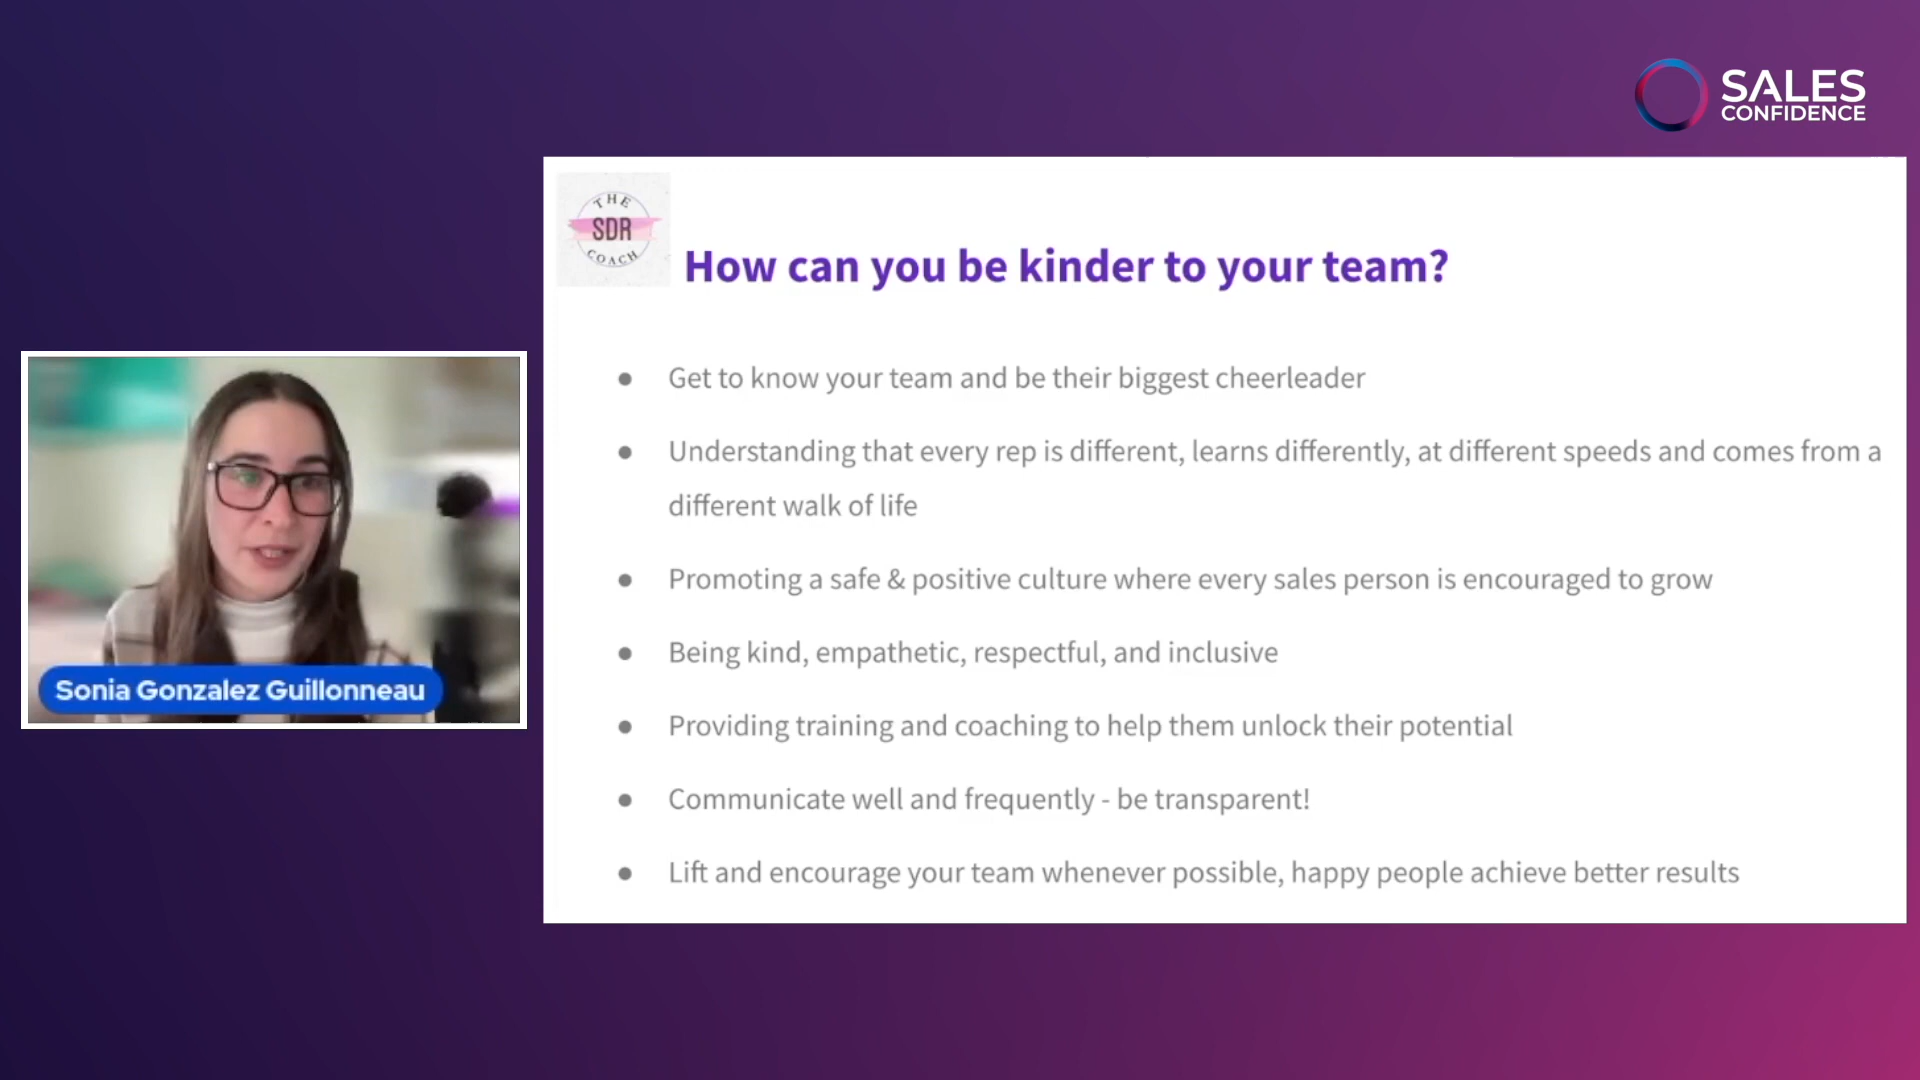 SALES
CONFIDENCE
THE
SDR
COACH
How can you be kinder to your team?
● Get to know your team and be their biggest cheerleader
● Understanding that every rep is different, learns differently, at different speeds and comes from a
different walk of life
● Promoting a safe & positive culture where every sales person is encouraged to grow
● Being kind, empathetic, respectful, and inclusive
● Providing training and coaching to help them unlock their potential
● Communicate well and frequently - be transparent!
● Lift and encourage your team whenever possible, happy people achieve better results
Sonia Gonzalez Guillonneau